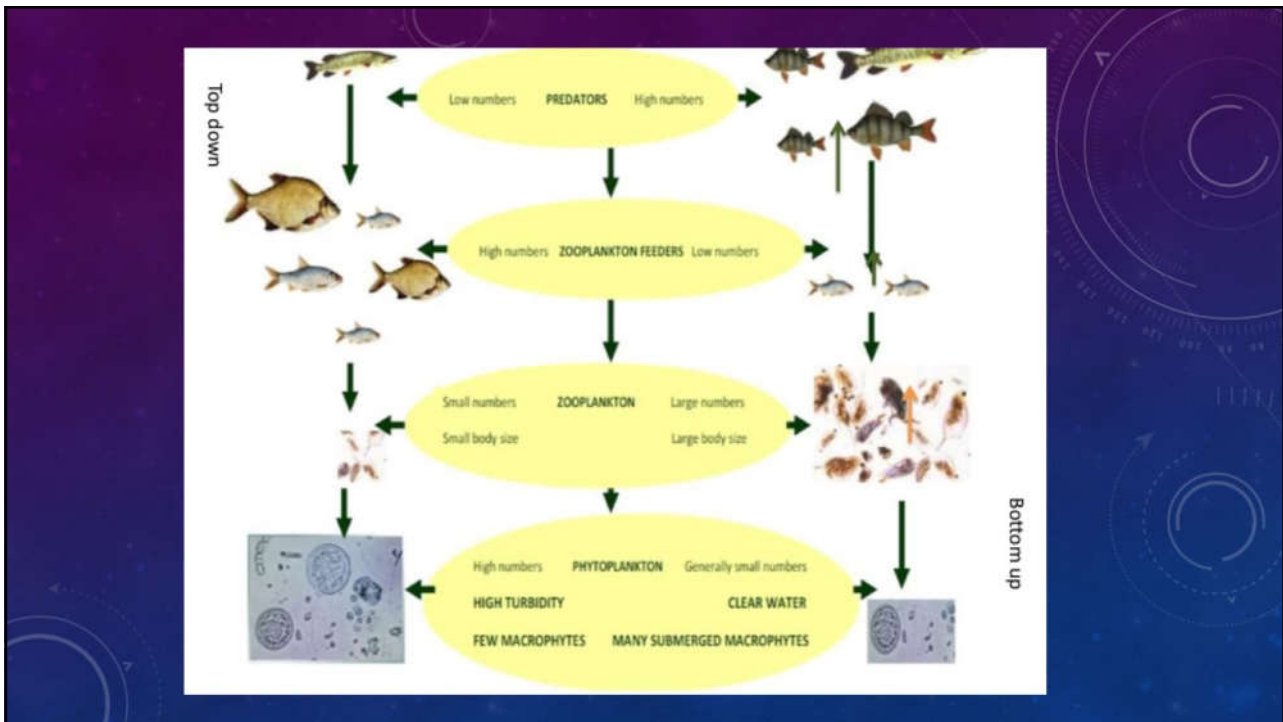 Top down
Low numbers PREDATORS High numbers
High numbers ZOOPLANKTON FEEDERS Low numbers
Small numbers ZOOPLANKTON Large numbers
Small body size Large body size
Bottom up
High numbers PHYTOPLANKTON Generally small numbers
HIGH TURBIDITY CLEAR WATER
FEW MACROPHYTES MANY SUBMERGED MACROPHYTES